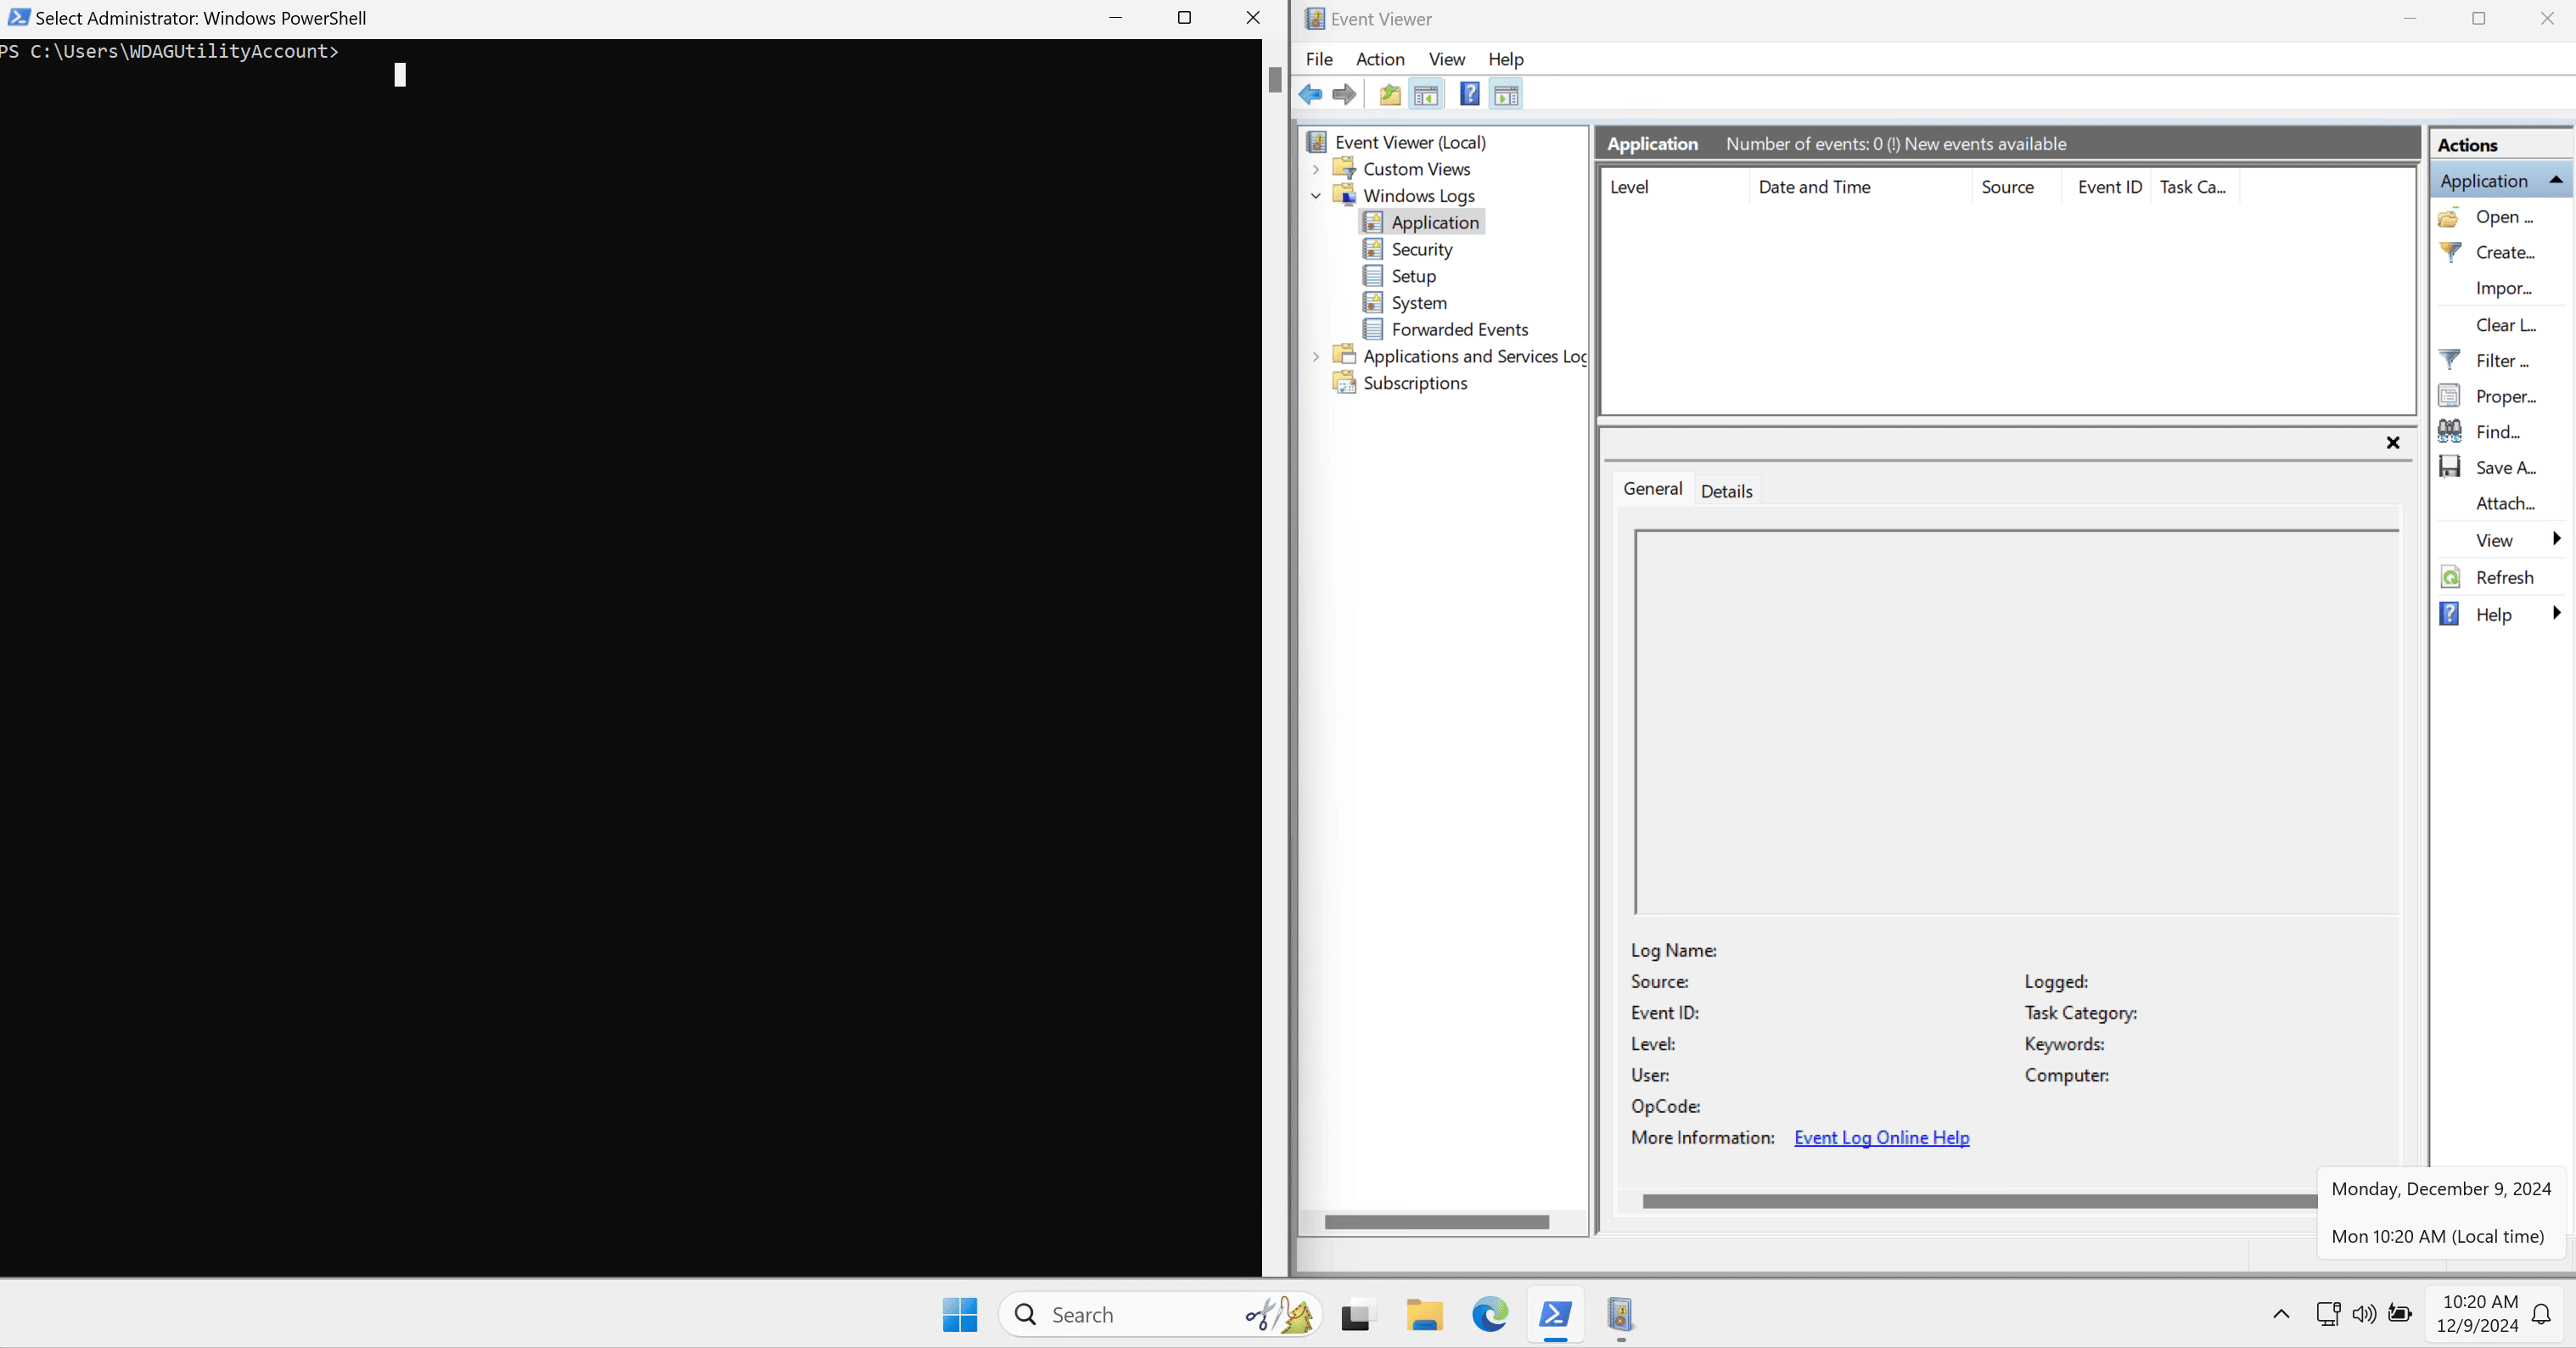 Select Administrator: Windows PowerShell
PS C:\Users\WDAGUtilityAccount>
Event Viewer
File Action View Help
Event Viewer (Local)
Custom Views
Windows Logs
Application
Security
Setup
System
Forwarded Events
Applications and Services Log
Subscriptions
Application Number of events: 0 (!) New events available
Level Date and Time Source Event ID Task Ca...
General Details
Log Name:
Source: Logged:
Event ID: Task Category:
Level: Keywords:
User: Computer:
OpCode:
More Information: Event Log Online Help
Actions
Application
Open ...
Create...
Impor...
Clear L...
Filter ...
Proper...
Find...
Save A...
Attach...
View
Refresh
Help
Monday, December 9, 2024
Mon 10:20 AM (Local time)
Search
10:20 AM
12/9/2024